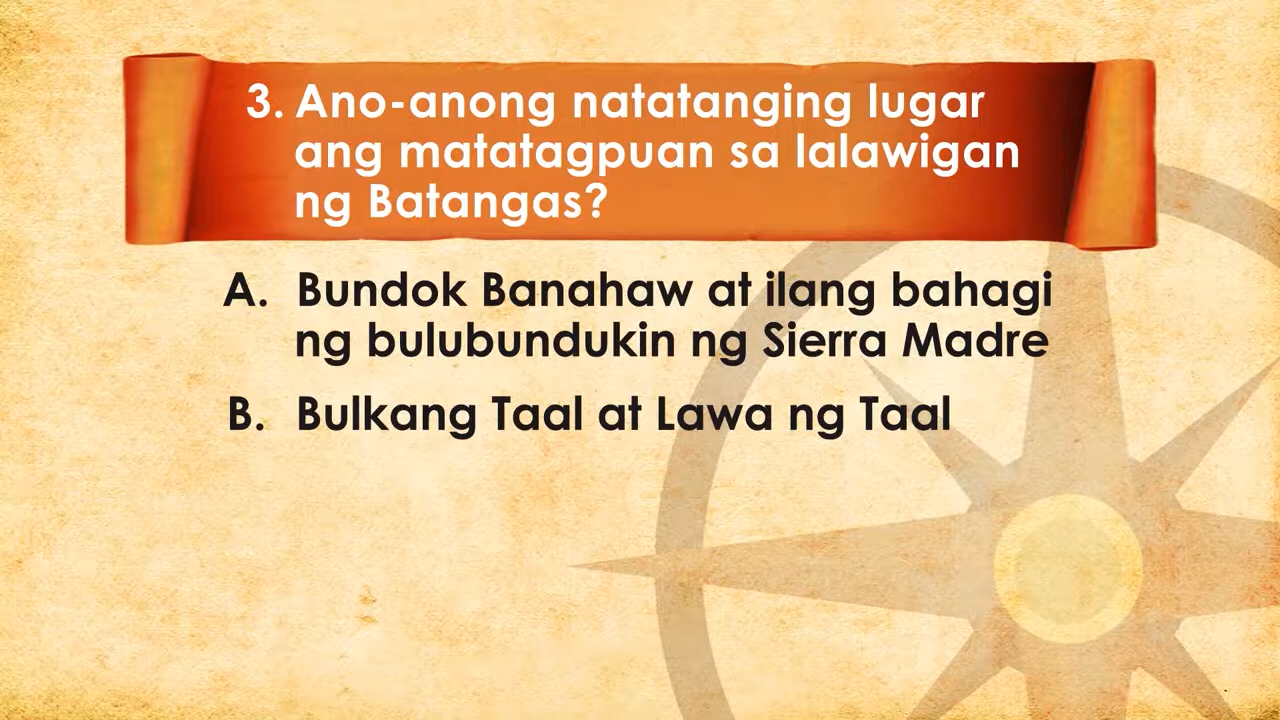 3. Ano-anong natatanging lugar
ang matatagpuan sa lalawigan
ng Batangas?
A. Bundok Banahaw at ilang bahagi
ng bulubundukin ng Sierra Madre
B. Bulkang Taal at Lawa ng Taal